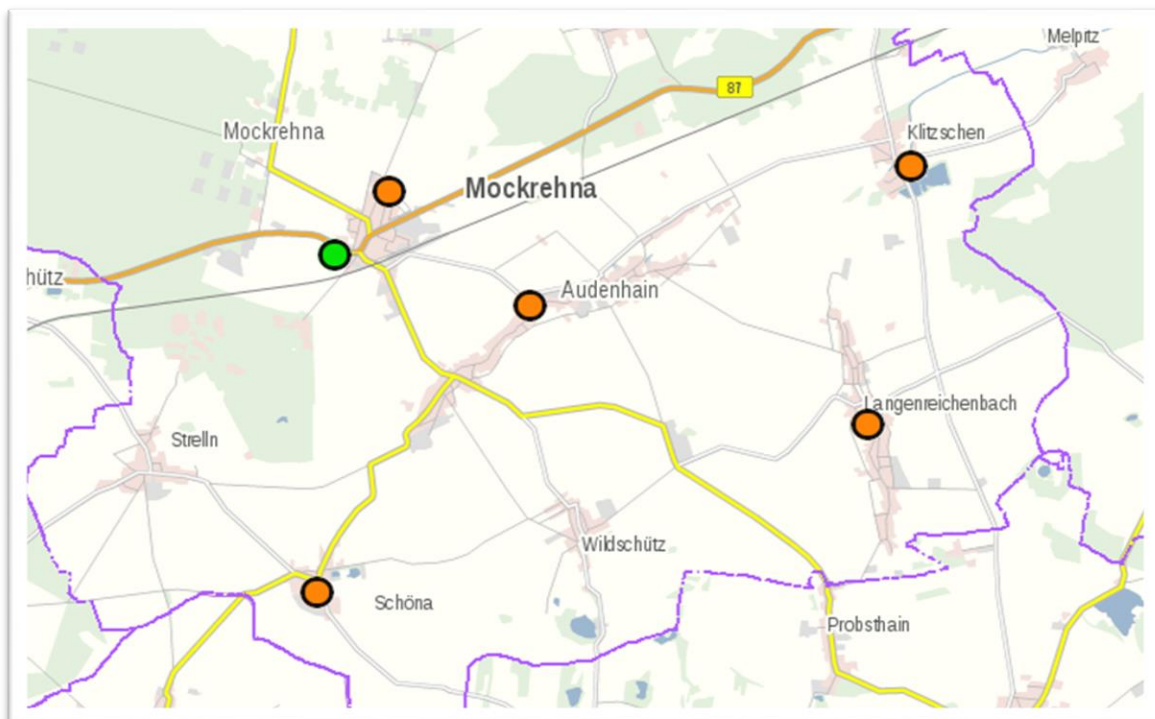 Melpitz
87
Mockrehna
Klitzschen
Mockrehna
hütz
Audenhain
Langenreichenbach
Strelln
Wildschütz
Schöna
Probsthain